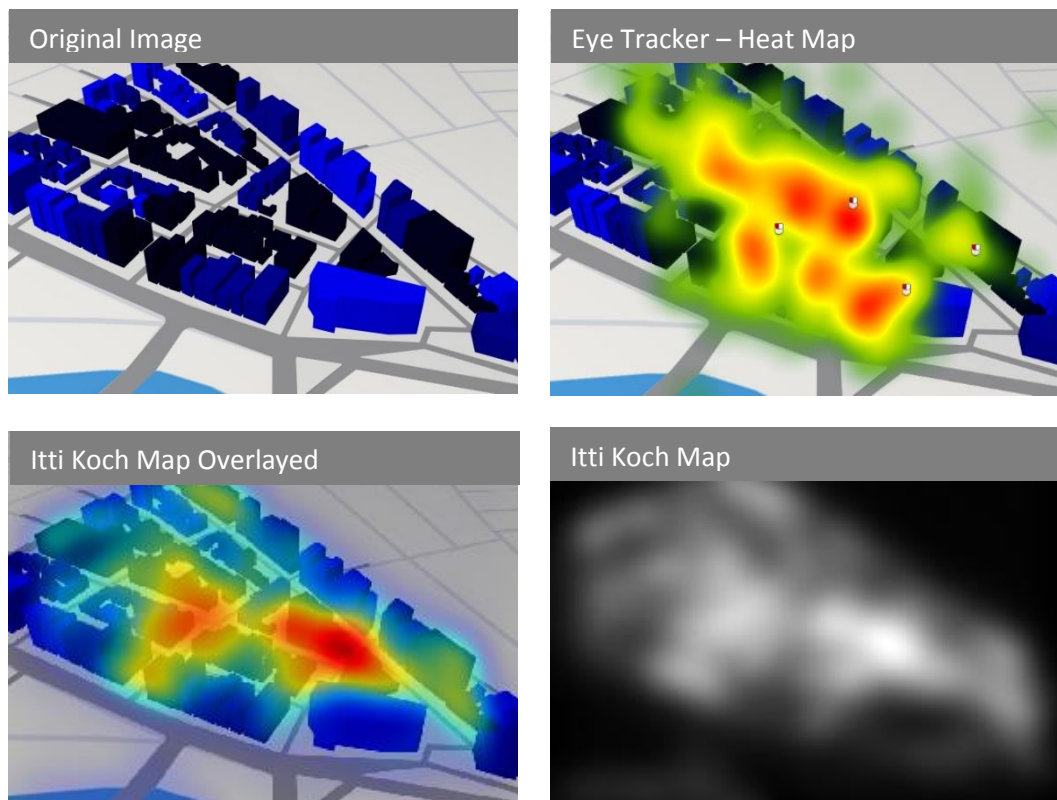 Original Image
Eye Tracker – Heat Map
Itti Koch Map Overlayed
Itti Koch Map